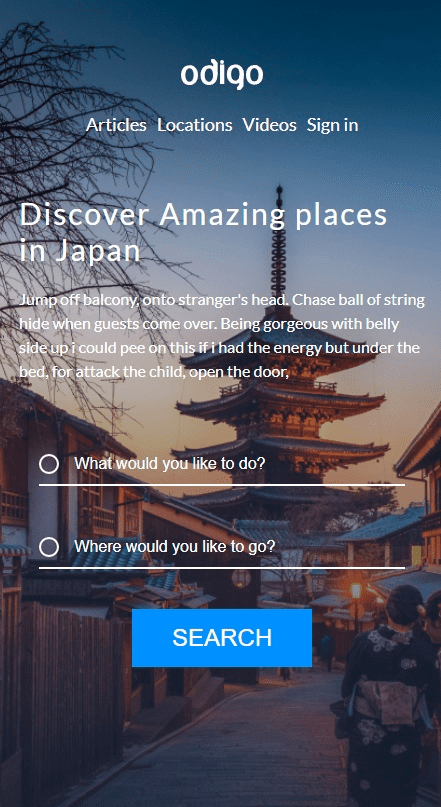 odigo
Articles Locations Videos Sign in
Discover Amazing places
in Japan
Jump off balcony, onto stranger's head. Chase ball of string
hide when guests come over. Being gorgeous with belly
side up i could pee on this if i had the energy but under the
bed, for attack the child, open the door,
What would you like to do?
Where would you like to go?
SEARCH